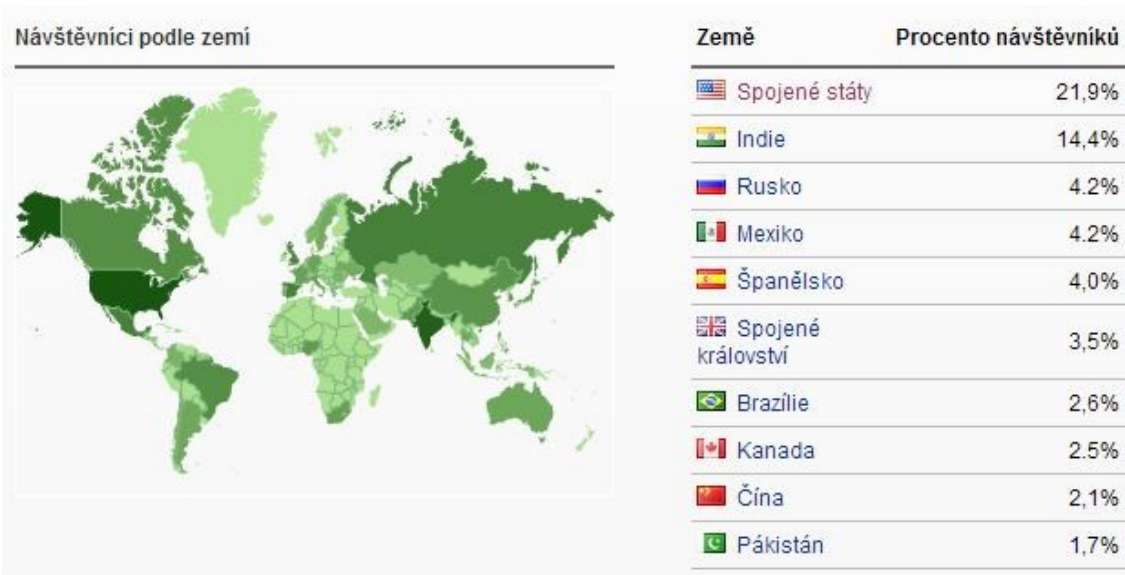 Návštěvníci podle zemí
Země Procento návštěvníků
Spojené státy 21,9%
Indie 14,4%
Rusko 4.2%
Mexiko 4.2%
Španělsko 4,0%
Spojené
království 3,5%
Brazílie 2,6%
Kanada 2.5%
Čína 2,1%
Pákistán 1,7%